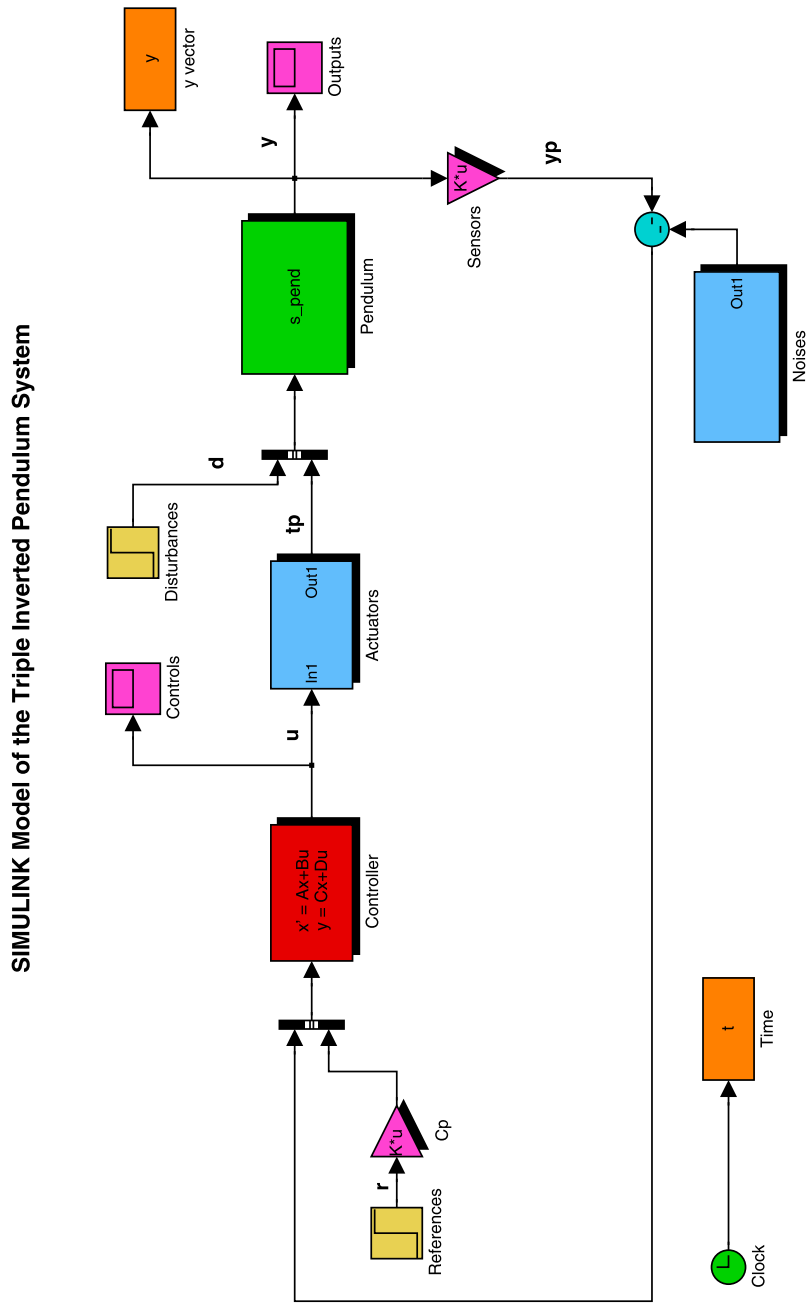 SIMULINK Model of the Triple Inverted Pendulum System
y
y vector
Outputs
y
Controls
Disturbances
d
s_pend
Pendulum
K*u
Sensors
yp
x' = Ax+Bu
y = Cx+Du
Controller
u
In1
Out1
Actuators
tp
r
References
K*u
Cp
-
-
Out1
Noises
Clock
t
Time